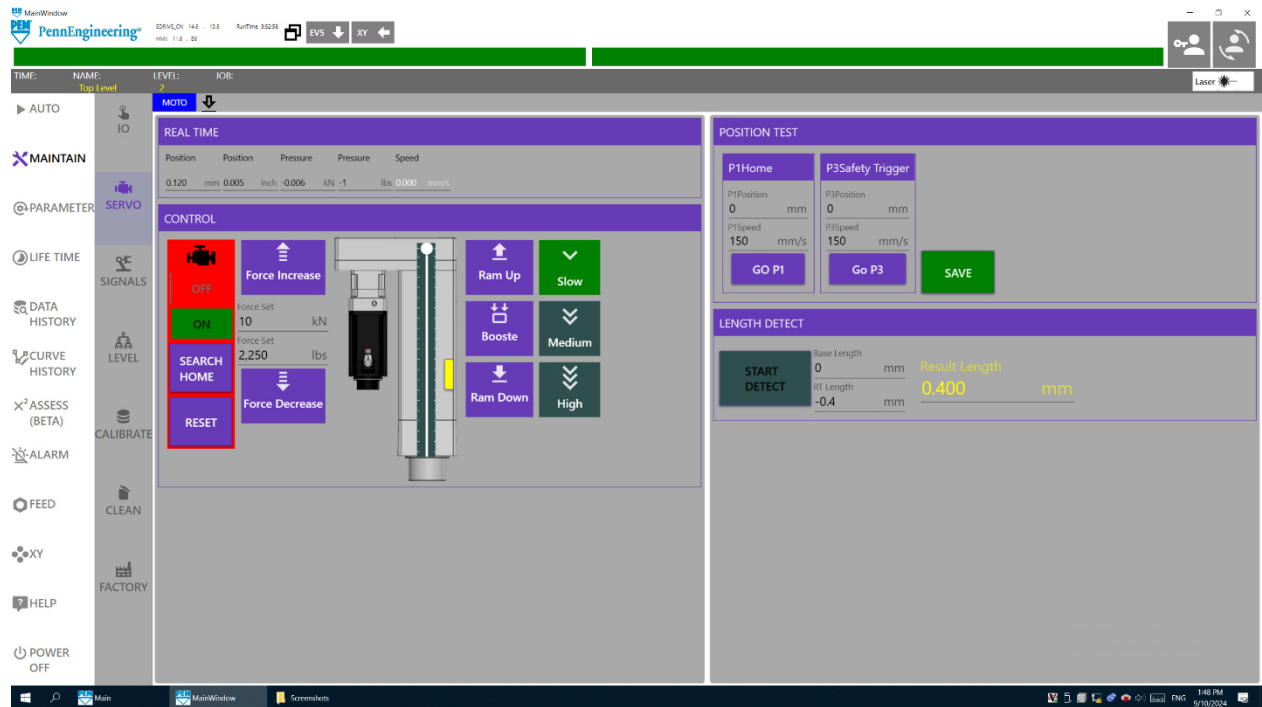 MainWindow
PEM
PennEngineering®
EDRIVE_CN 14.6 . 13.8 RunTime 3:52:56
HMI: 11.8 . 86
EVS
XY
TIME: NAME: LEVEL: JOB:
Top Level 2
Laser
AUTO
MAINTAIN
PARAMETER
LIFE TIME
DATA
HISTORY
CURVE
HISTORY
ASSESS
(BETA)
ALARM
FEED
XY
HELP
POWER
OFF
IO
SERVO
SIGNALS
LEVEL
CALIBRATE
CLEAN
FACTORY
MOTO
REAL TIME
Position Position Pressure Pressure Speed
0.120 mm 0.005 inch -0.006 kN -1 lbs 0.000 mm/s
CONTROL
OFF
ON
SEARCH
HOME
RESET
Force Increase
Force Set
10 kN
Force Set
2,250 lbs
Force Decrease
0
Ram Up
Booste
Ram Down
Slow
Medium
High
POSITION TEST
P1Home
P1Position
0 mm
P1Speed
150 mm/s
GO P1
P3Safety Trigger
P3Position
0 mm
P3Speed
150 mm/s
Go P3
SAVE
LENGTH DETECT
START
DETECT
Base Length
0 mm
RT Length
-0.4 mm
Result Length
0.400 mm
Main
MainWindow
Screenshots
ENG
1:48 PM
9/10/2024